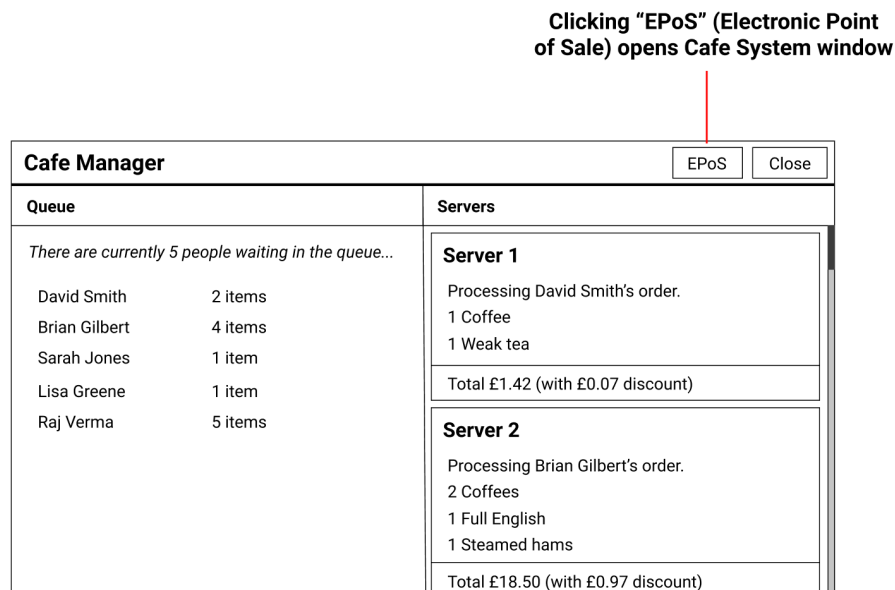 Clicking “EPoS” (Electronic Point
of Sale) opens Cafe System window
Cafe Manager
EPoS
Close
Queue
Servers
There are currently 5 people waiting in the queue...
David Smith 2 items
Brian Gilbert 4 items
Sarah Jones 1 item
Lisa Greene 1 item
Raj Verma 5 items
Server 1
Processing David Smith’s order.
1 Coffee
1 Weak tea
Total £1.42 (with £0.07 discount)
Server 2
Processing Brian Gilbert’s order.
2 Coffees
1 Full English
1 Steamed hams
Total £18.50 (with £0.97 discount)